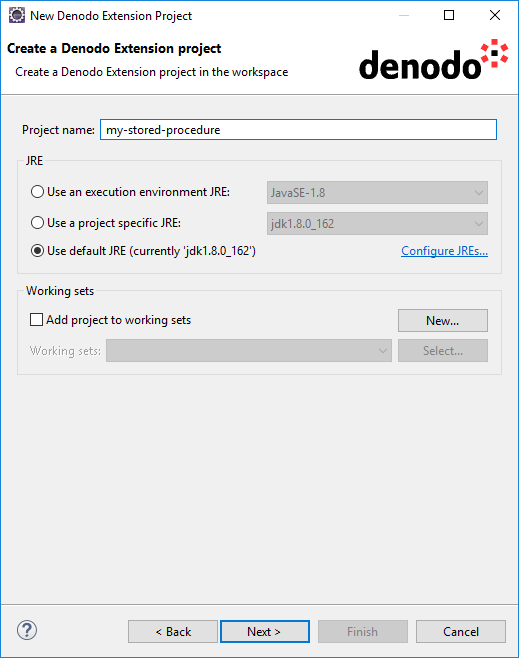 New Denodo Extension Project
Create a Denodo Extension project
Create a Denodo Extension project in the workspace
denodo
Project name: my-stored-procedure
JRE
Use an execution environment JRE: JavaSE-1.8
Use a project specific JRE: jdk1.8.0_162
Use default JRE (currently 'jdk1.8.0_162') Configure JREs...
Working sets
Add project to working sets New...
Working sets: Select...
? < Back Next > Finish Cancel